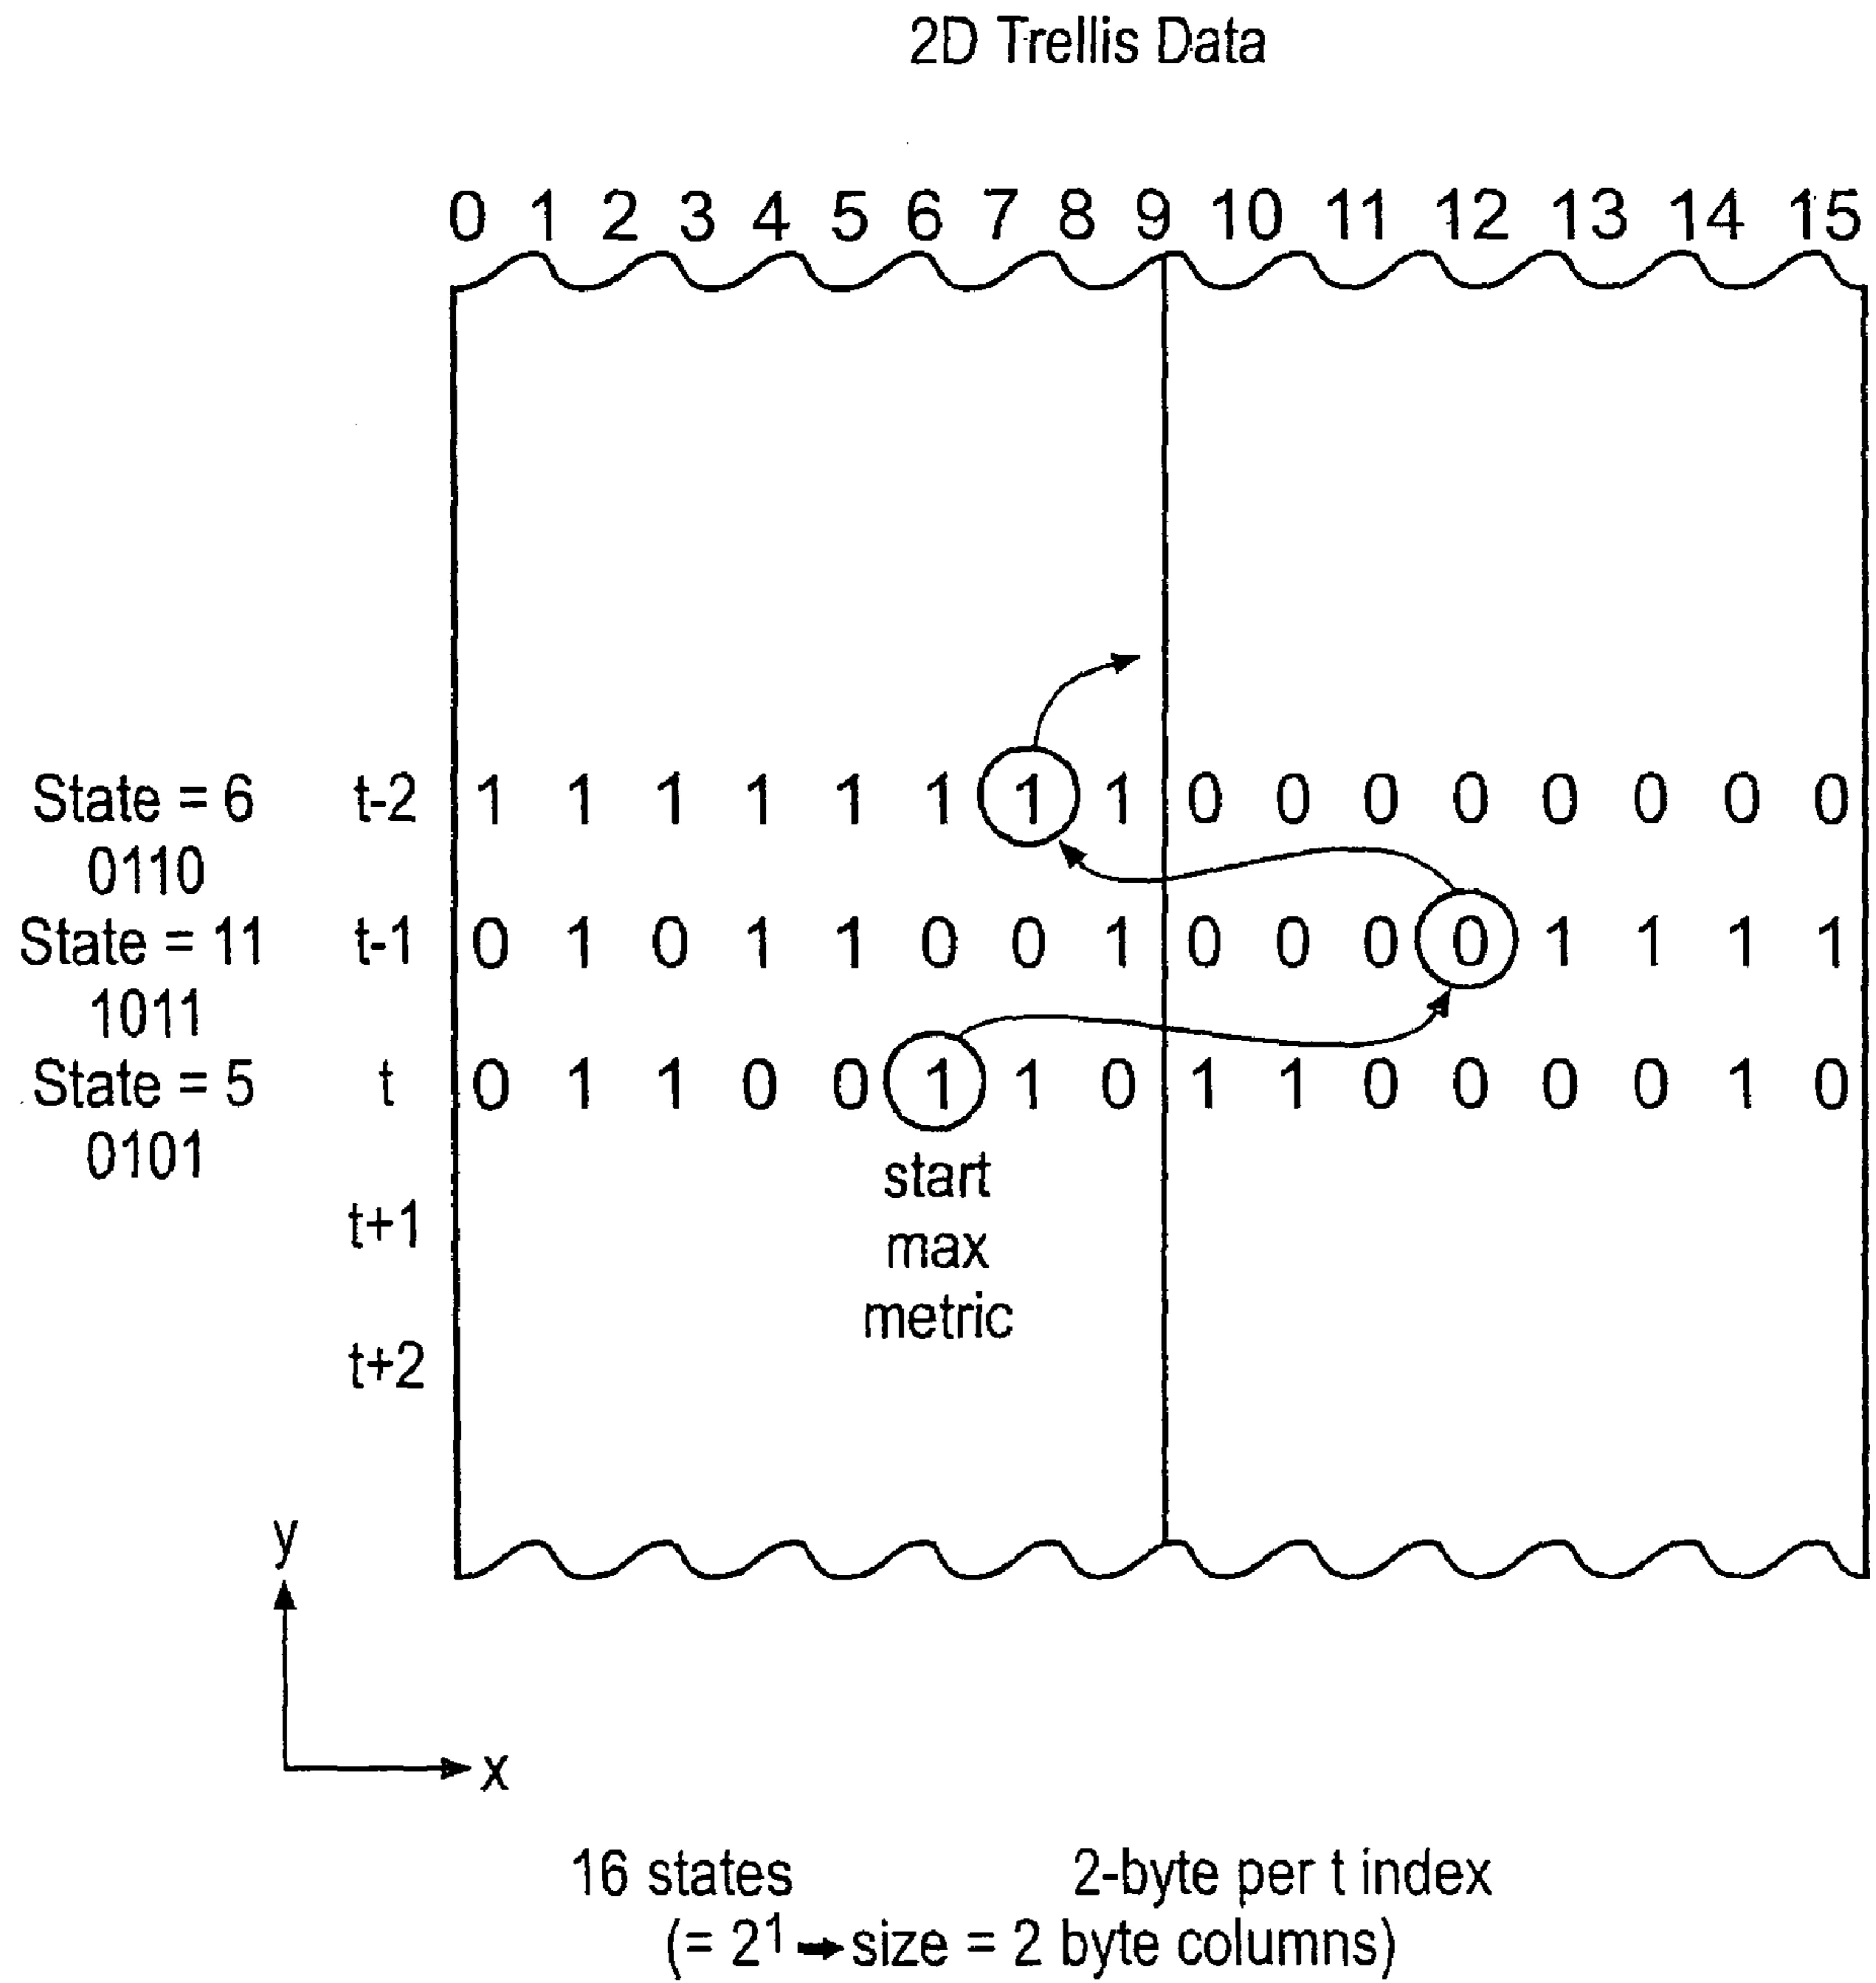 2D Trellis Data
0 1 2 3 4 5 6 7 8 9 10 11 12 13 14 15
State = 6 t-2 1 1 1 1 1 1 1 1 0 0 0 0 0 0 0 0
0110
State = 11 t-1 0 1 0 1 1 0 0 1 0 0 0 0 1 1 1 1
1011
State = 5 t 0 1 1 0 0 1 1 0 1 1 0 0 0 0 1 0
0101
start
t+1
max
metric
t+2
y
x
16 states 2-byte per t index
(= 2¹ ➡ size = 2 byte columns)